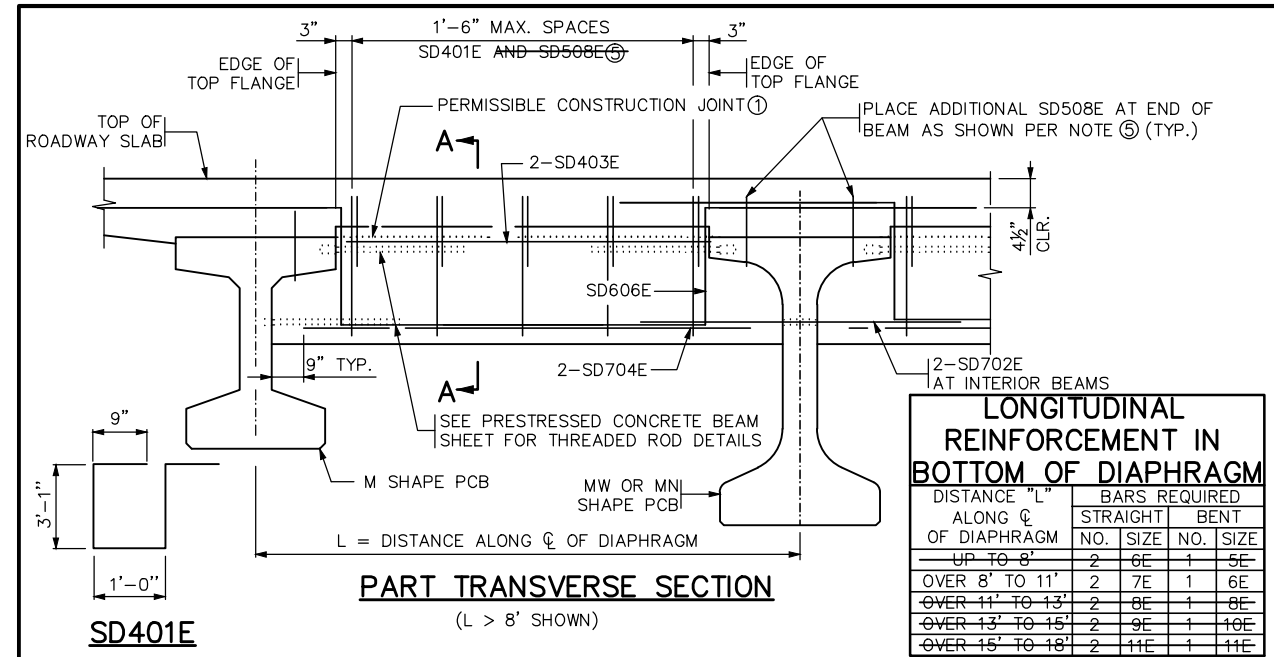 3" 1'-6" MAX. SPACES 3"
SD401E AND SD508E⑤
EDGE OF
TOP FLANGE
EDGE OF
TOP FLANGE
PERMISSIBLE CONSTRUCTION JOINT①
PLACE ADDITIONAL SD508E AT END OF
BEAM AS SHOWN PER NOTE ⑤ (TYP.)
TOP OF
ROADWAY SLAB
A
2-SD403E
4½"
CLR.
SD606E
9" TYP.
2-SD704E
A
2-SD702E
AT INTERIOR BEAMS
SEE PRESTRESSED CONCRETE BEAM
SHEET FOR THREADED ROD DETAILS
M SHAPE PCB
MW OR MN
SHAPE PCB
9"
3'-1"
1'-0"
SD401E
L = DISTANCE ALONG ℄ OF DIAPHRAGM
PART TRANSVERSE SECTION
(L > 8' SHOWN)
LONGITUDINAL
REINFORCEMENT IN
BOTTOM OF DIAPHRAGM
DISTANCE "L" BARS REQUIRED
ALONG ℄ STRAIGHT BENT
OF DIAPHRAGM NO. SIZE NO. SIZE
UP TO 8' 2 6E 1 5E
OVER 8' TO 11' 2 7E 1 6E
OVER 11' TO 13' 2 8E 1 8E
OVER 13' TO 15' 2 9E 1 10E
OVER 15' TO 18' 2 11E 1 11E